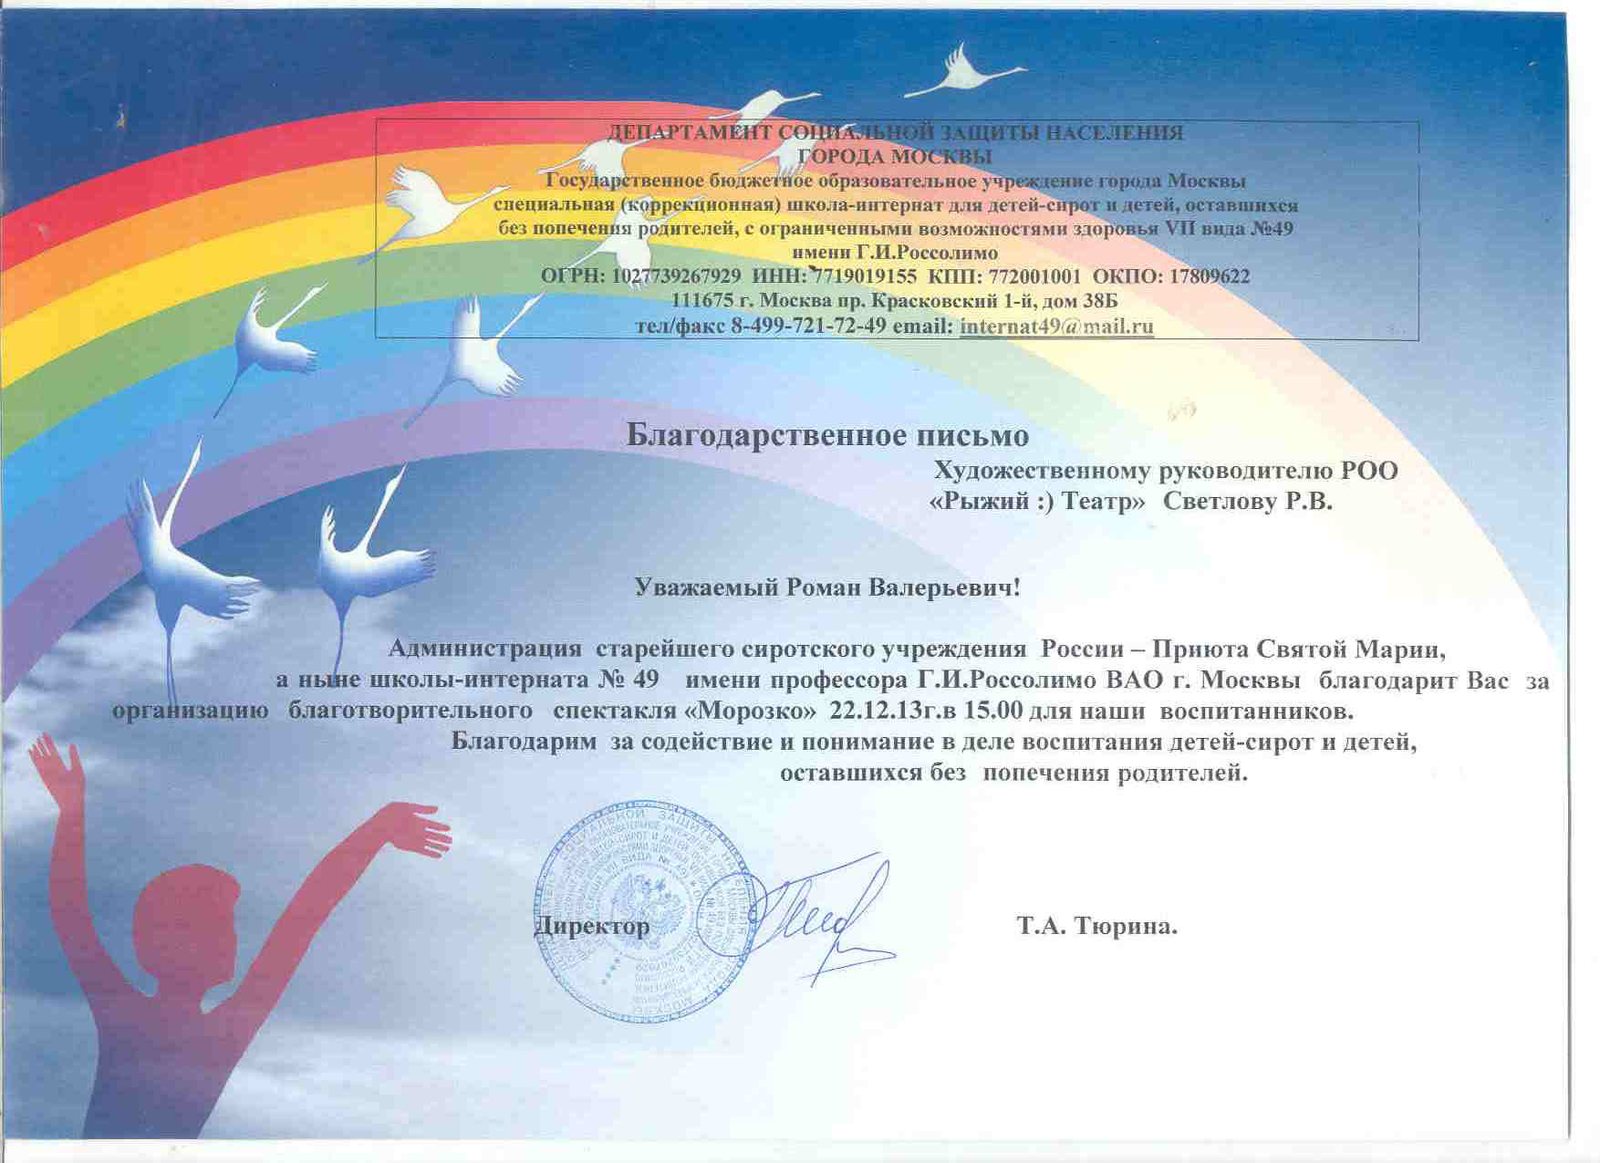 ДЕПАРТАМЕНТ СОЦИАЛЬНОЙ ЗАЩИТЫ НАСЕЛЕНИЯ
ГОРОДА МОСКВЫ
Государственное бюджетное образовательное учреждение города Москвы
специальная (коррекционная) школа-интернат для детей-сирот и детей, оставшихся
без попечения родителей, с ограниченными возможностями здоровья VII вида №49
имени Г.И.Россолимо
ОГРН: 1027739267929 ИНН: 7719019155 КПП: 772001001 ОКПО: 17809622
111675 г. Москва пр. Красковский 1-й, дом 38Б
тел/факс 8-499-721-72-49 email: internat49@mail.ru
Благодарственное письмо
Художественному руководителю РОО
«Рыжий :) Театр» Светлову Р.В.
Уважаемый Роман Валерьевич!
Администрация старейшего сиротского учреждения России – Приюта Святой Марии,
а ныне школы-интерната № 49 имени профессора Г.И.Россолимо ВАО г. Москвы благодарит Вас за
организацию благотворительного спектакля «Морозко» 22.12.13г.в 15.00 для наши воспитанников.
Благодарим за содействие и понимание в деле воспитания детей-сирот и детей,
оставшихся без попечения родителей.
Директор Т.А. Тюрина.